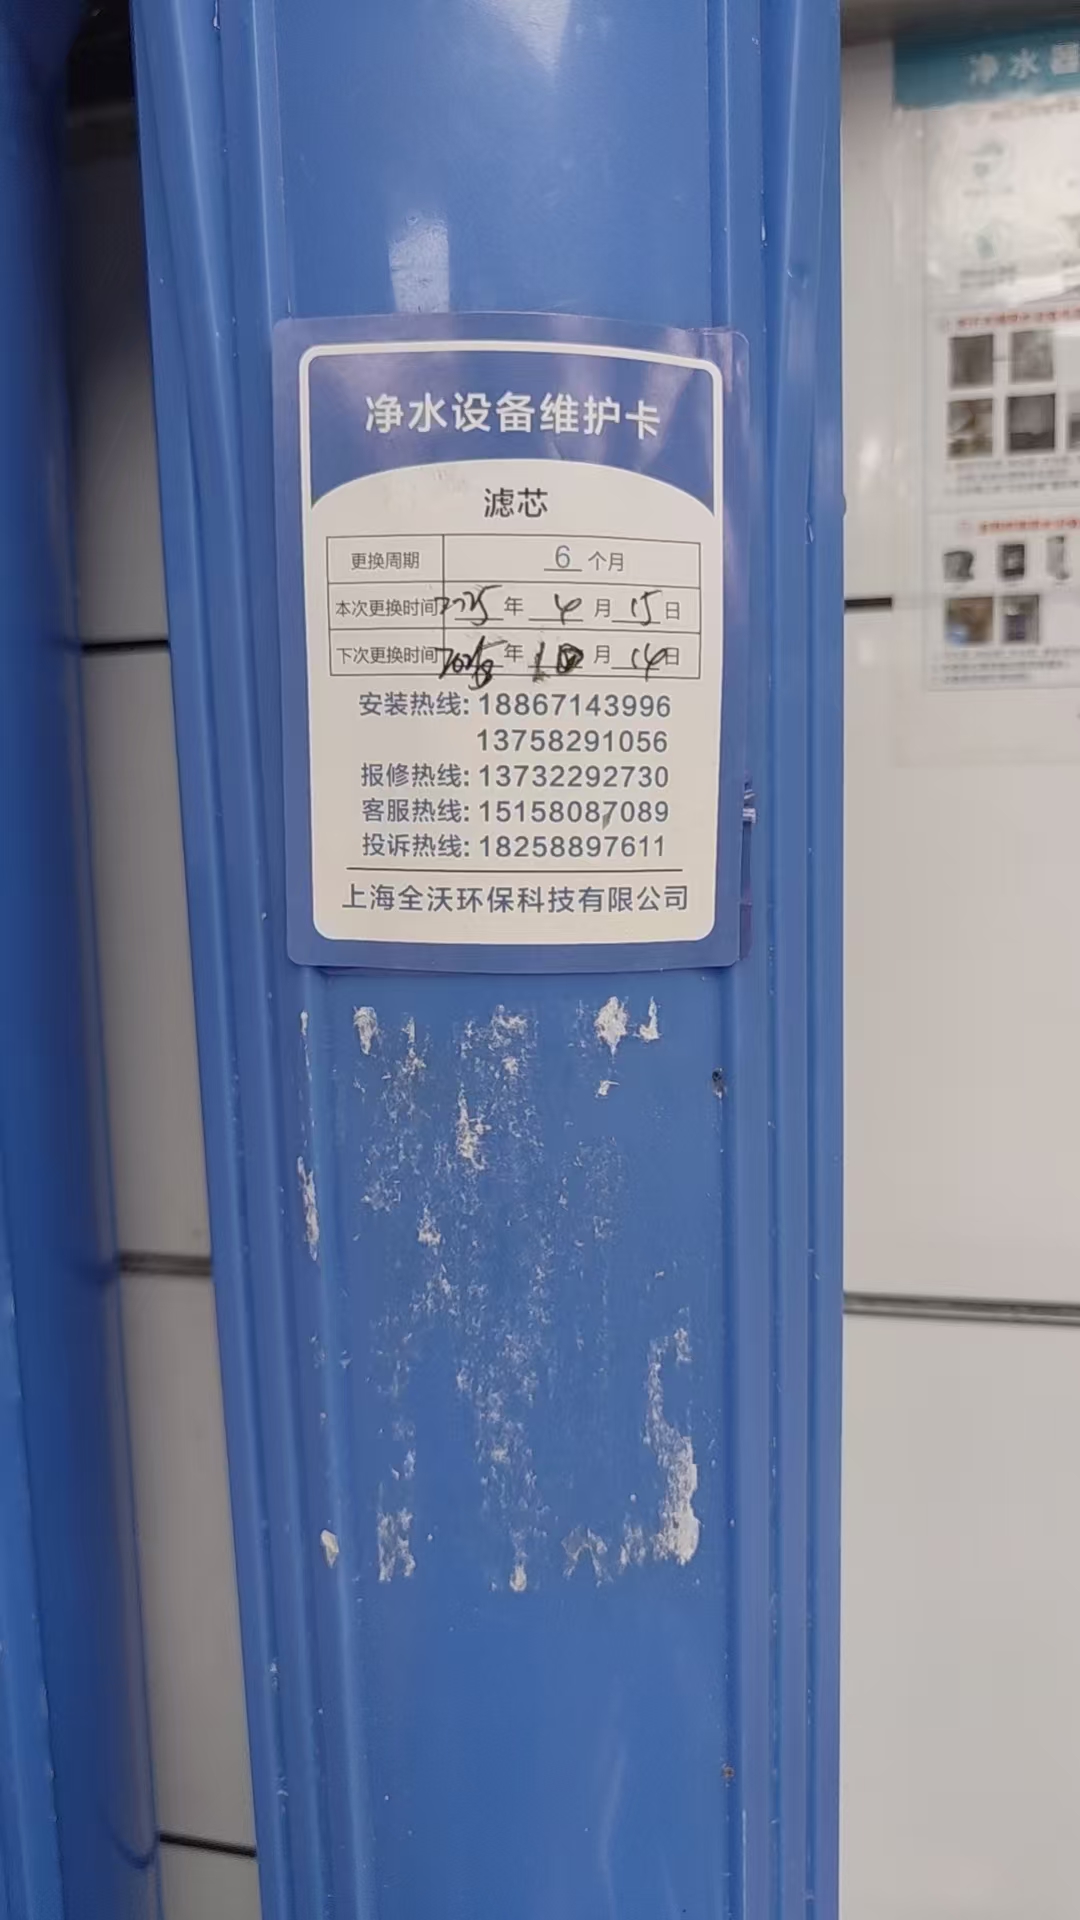 净水器
净水设备维护卡
滤芯
更换周期 6 个月
本次更换时间 2025 年 4 月 15 日
下次更换时间 年 10 月 14 日
安装热线: 18867143996
13758291056
报修热线: 13732292730
客服热线: 15158087089
投诉热线: 18258897611
上海全沃环保科技有限公司